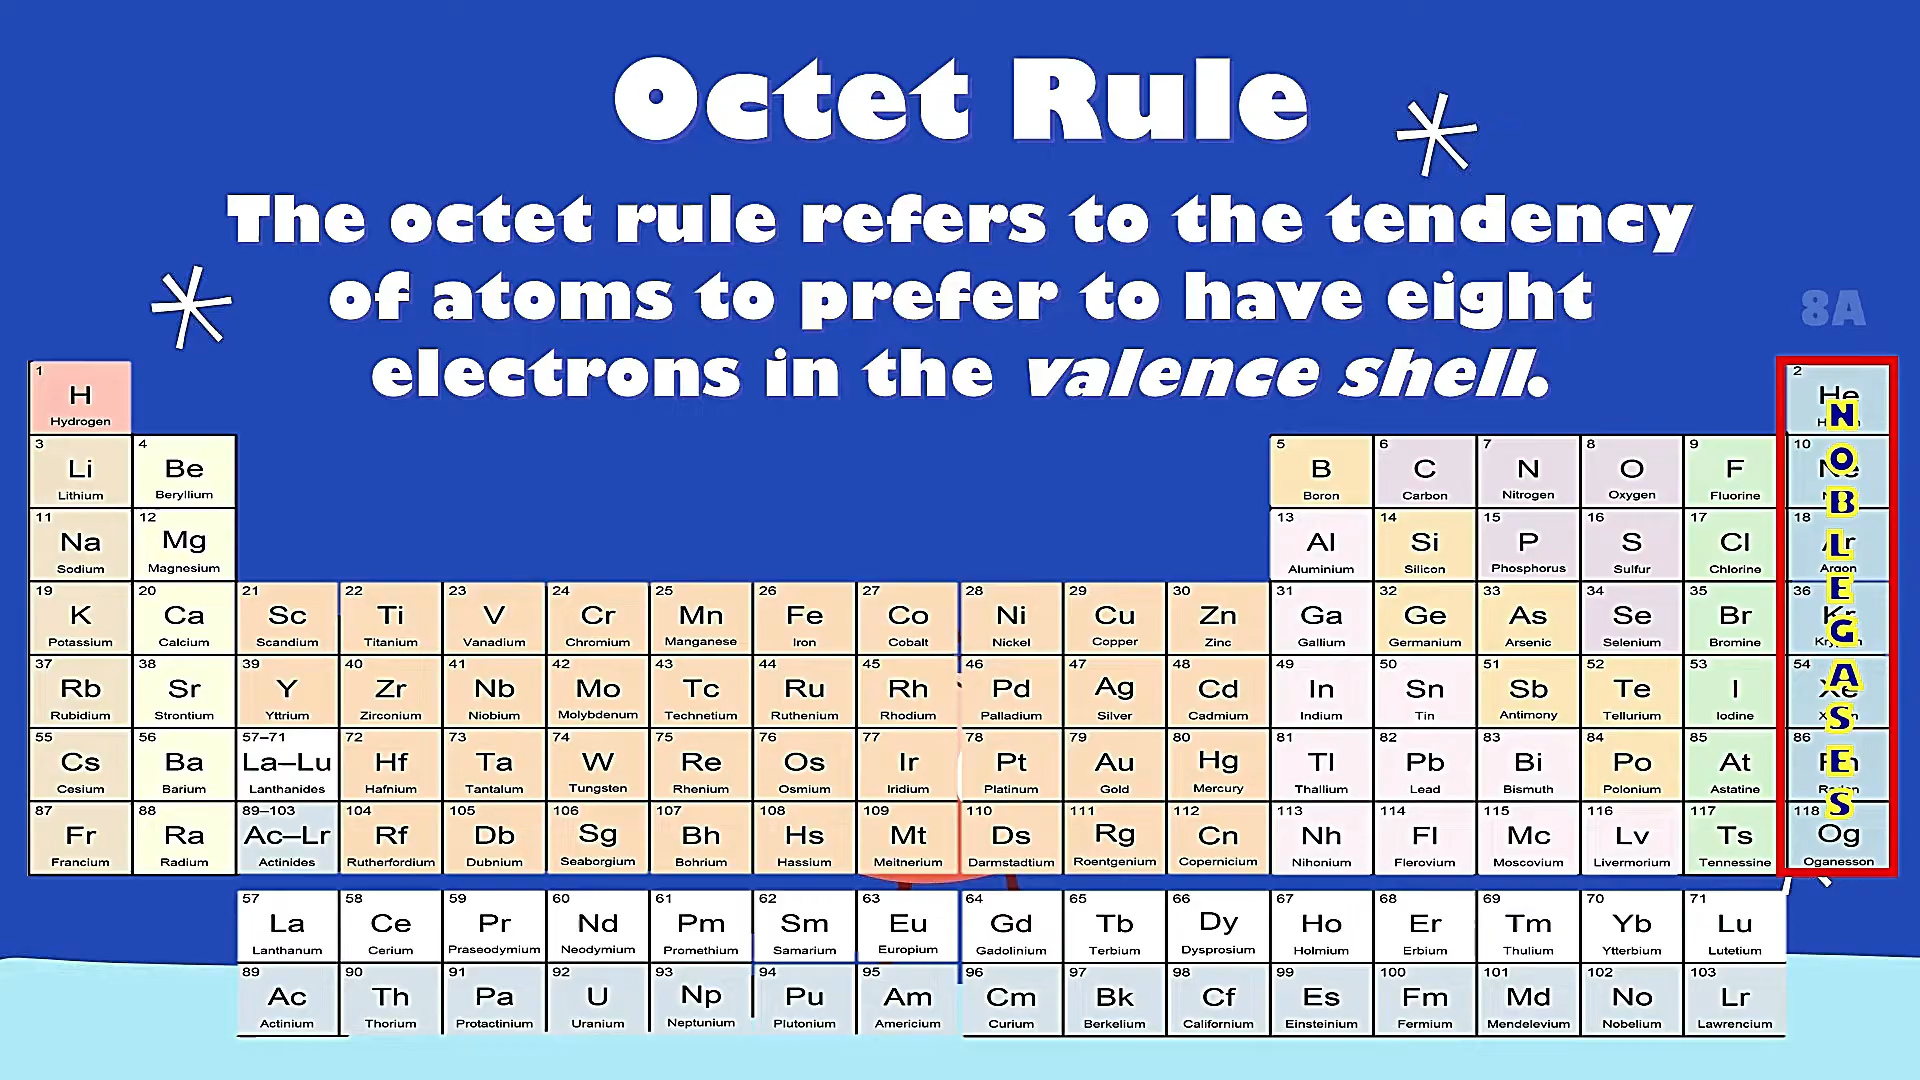 Octet Rule
The octet rule refers to the tendency
of atoms to prefer to have eight
electrons in the valence shell.
8A
1 2
H He
Hydrogen
3 4 5 6 7 8 9 10
Li Be B C N O F Ne
Lithium Beryllium Boron Carbon Nitrogen Oxygen Fluorine
11 12 13 14 15 16 17 18
Na Mg Al Si P S Cl Ar
Sodium Magnesium Aluminium Silicon Phosphorus Sulfur Chlorine Argon
19 20 21 22 23 24 25 26 27 28 29 30 31 32 33 34 35 36
K Ca Sc Ti V Cr Mn Fe Co Ni Cu Zn Ga Ge As Se Br Kr
Potassium Calcium Scandium Titanium Vanadium Chromium Manganese Iron Cobalt Nickel Copper Zinc Gallium Germanium Arsenic Selenium Bromine
37 38 39 40 41 42 43 44 45 46 47 48 49 50 51 52 53 54
Rb Sr Y Zr Nb Mo Tc Ru Rh Pd Ag Cd In Sn Sb Te I Xe
Rubidium Strontium Yttrium Zirconium Niobium Molybdenum Technetium Ruthenium Rhodium Palladium Silver Cadmium Indium Tin Antimony Tellurium Iodine
55 56 57–71 72 73 74 75 76 77 78 79 80 81 82 83 84 85 86
Cs Ba La–Lu Hf Ta W Re Os Ir Pt Au Hg Tl Pb Bi Po At Rn
Cesium Barium Lanthanides Hafnium Tantalum Tungsten Rhenium Osmium Iridium Platinum Gold Mercury Thallium Lead Bismuth Polonium Astatine Radon
87 88 89–103 104 105 106 107 108 109 110 111 112 113 114 115 116 117 118
Fr Ra Ac–Lr Rf Db Sg Bh Hs Mt Ds Rg Cn Nh Fl Mc Lv Ts Og
Francium Radium Actinides Rutherfordium Dubnium Seaborgium Bohrium Hassium Meitnerium Darmstadtium Roentgenium Copernicium Nihonium Flerovium Moscovium Livermorium Tennessine Oganesson
NOBLE GASES
57 58 59 60 61 62 63 64 65 66 67 68 69 70 71
La Ce Pr Nd Pm Sm Eu Gd Tb Dy Ho Er Tm Yb Lu
Lanthanum Cerium Praseodymium Neodymium Promethium Samarium Europium Gadolinium Terbium Dysprosium Holmium Erbium Thulium Ytterbium Lutetium
89 90 91 92 93 94 95 96 97 98 99 100 101 102 103
Ac Th Pa U Np Pu Am Cm Bk Cf Es Fm Md No Lr
Actinium Thorium Protactinium Uranium Neptunium Plutonium Americium Curium Berkelium Californium Einsteinium Fermium Mendelevium Nobelium Lawrencium